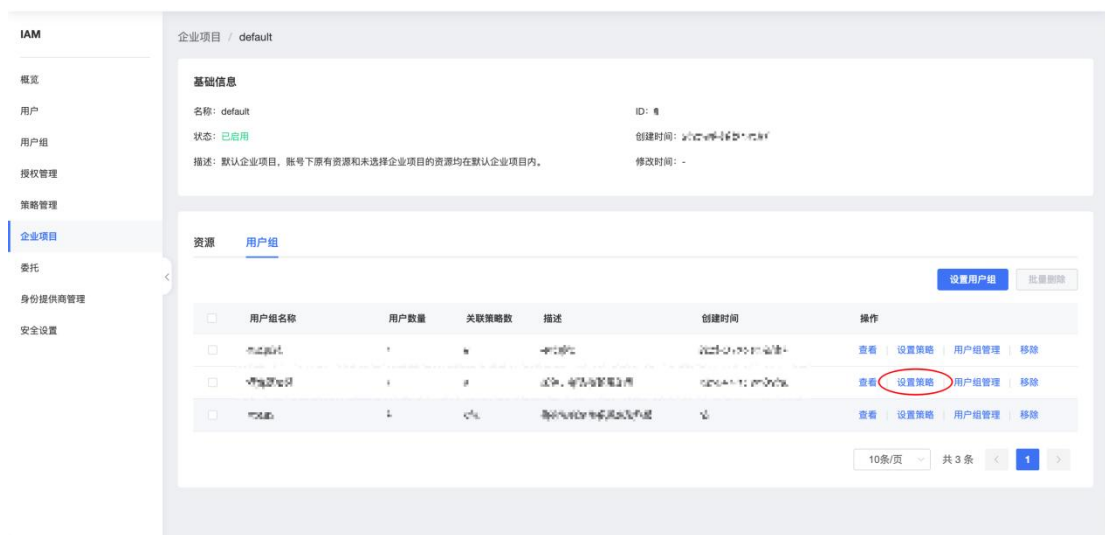 IAM
概览
用户
用户组
授权管理
策略管理
企业项目
委托
身份提供商管理
安全设置
企业项目 / default
基础信息
名称：default
ID：
状态：已启用
创建时间：
描述：默认企业项目，账号下原有资源和未选择企业项目的资源均在默认企业项目内。
修改时间：-
资源 用户组
设置用户组 批量删除
用户组名称 用户数量 关联策略数 描述 创建时间 操作
查看 设置策略 用户组管理 移除
查看 设置策略 用户组管理 移除
查看 设置策略 用户组管理 移除
10条/页 共 3 条 < 1 >